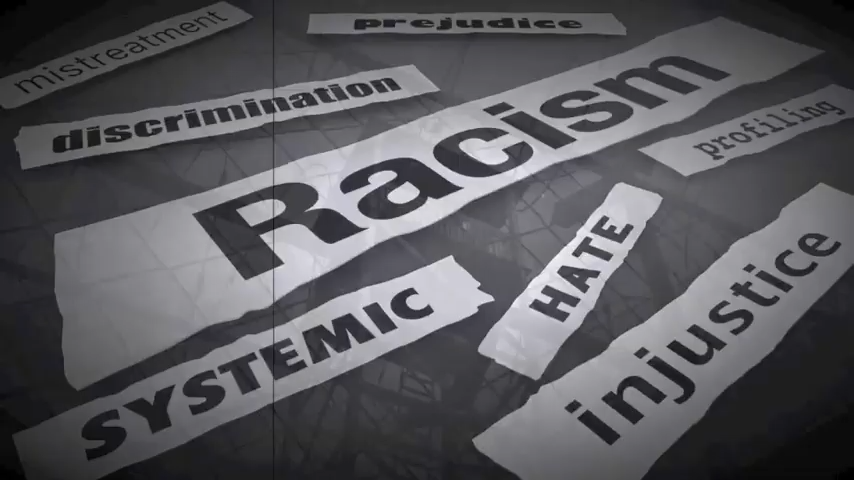 mistreatment
prejudice
discrimination
Racism
profiling
HATE
SYSTEMIC
injustice